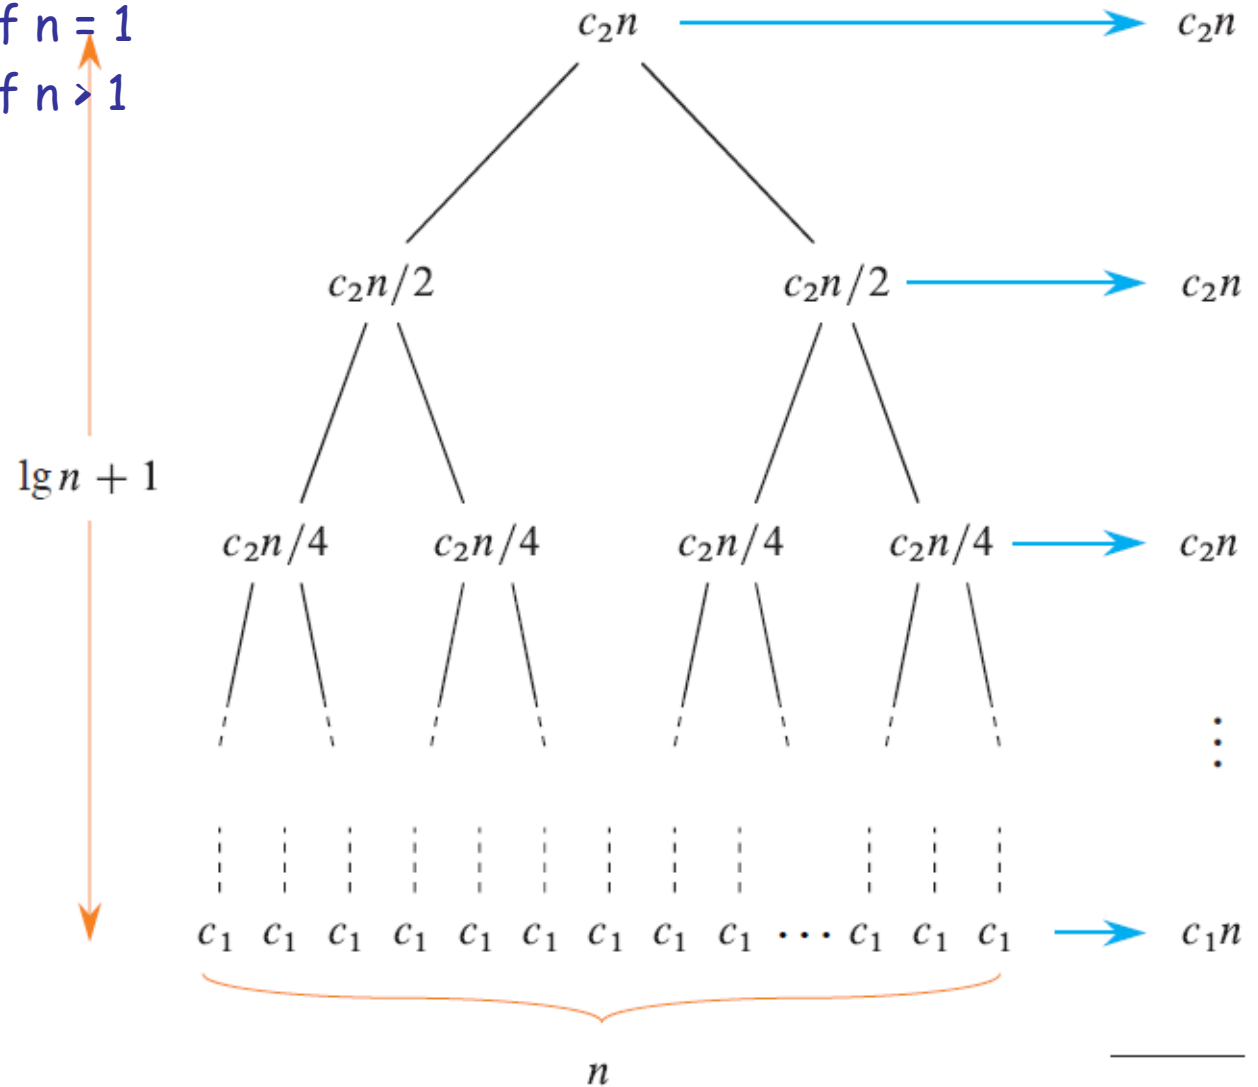 f n = 1
c₂n c₂n
f n > 1
c₂n/2 c₂n/2 c₂n
lg n + 1
c₂n/4 c₂n/4 c₂n/4 c₂n/4 c₂n
⋮
c₁ c₁ c₁ c₁ c₁ c₁ c₁ c₁ c₁ ⋯ c₁ c₁ c₁ c₁n
n